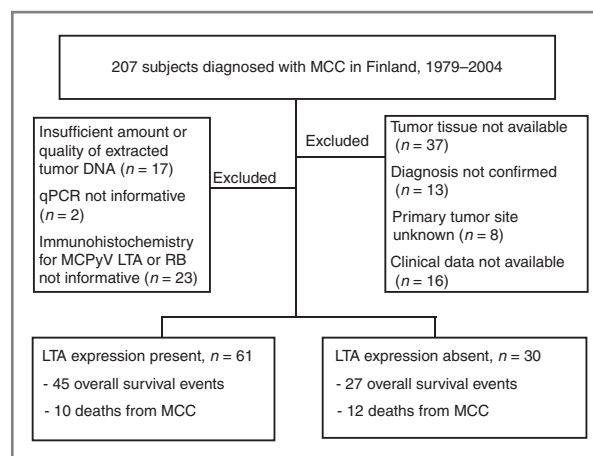 207 subjects diagnosed with MCC in Finland, 1979–2004
Insufficient amount or
quality of extracted
tumor DNA (n = 17)
qPCR not informative
(n = 2)
Immunohistochemistry
for MCPyV LTA or RB
not informative (n = 23)
Excluded
Excluded
Tumor tissue not available
(n = 37)
Diagnosis not confirmed
(n = 13)
Primary tumor site
unknown (n = 8)
Clinical data not available
(n = 16)
LTA expression present, n = 61
- 45 overall survival events
- 10 deaths from MCC
LTA expression absent, n = 30
- 27 overall survival events
- 12 deaths from MCC